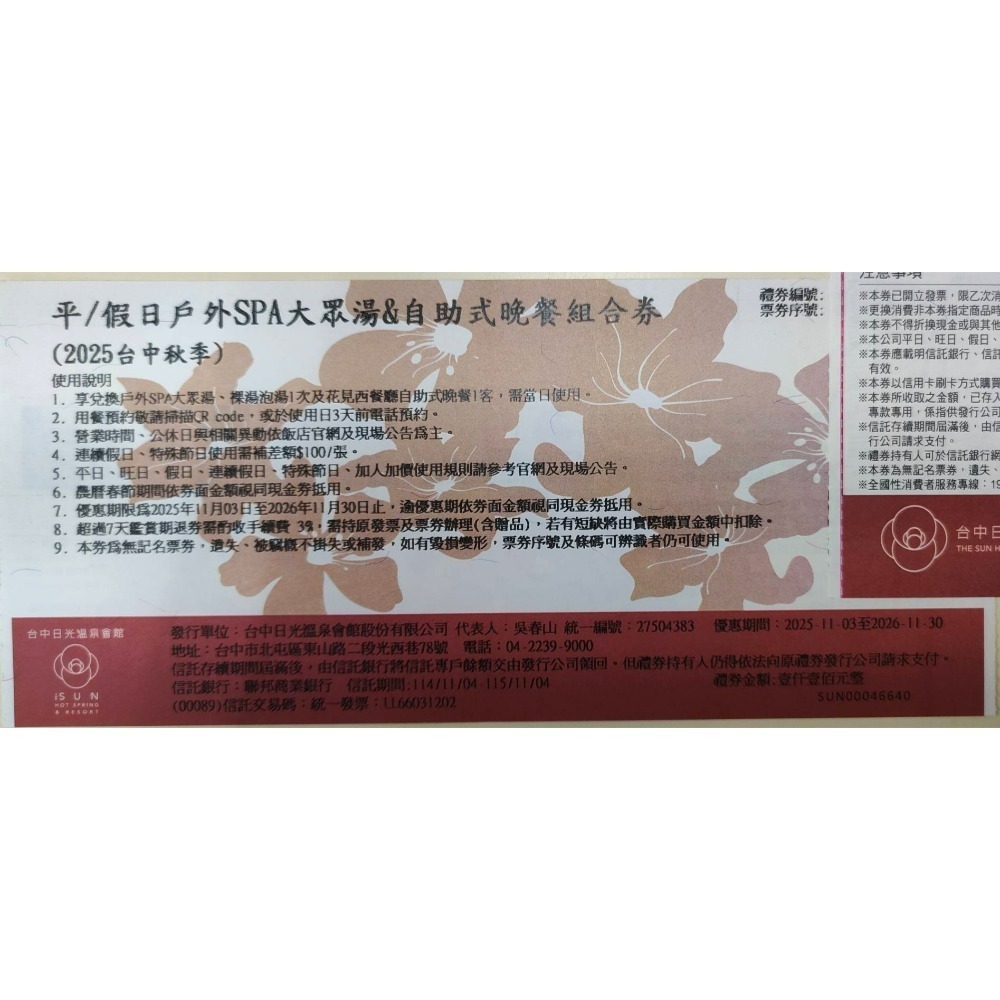 平/假日戶外SPA大眾湯&自助式晚餐組合券
(2025台中秋季)
禮券編號:
票券序號:
使用說明
1. 享兌換戶外SPA大眾湯、裸湯泡湯1次及花見西餐廳自助式晚餐1客，需當日使用。
2. 用餐預約敬請掃描QR code，或於使用日3天前電話預約。
3. 營業時間、公休日與相關異動依飯店官網及現場公告為主。
4. 連續假日、特殊節日使用需補差額$100/張。
5. 平日、旺日、假日、連續假日、特殊節日、加人加價使用規則請參考官網及現場公告。
6. 農曆春節期間依券面金額視同現金券抵用。
7. 優惠期限為2025年11月03日至2026年11月30日止，逾優惠期依券面金額視同現金券抵用。
8. 超過7天鑑賞期退券需酌收手續費 3%，需持原發票及票券辦理(含贈品)，若有短缺將由實際購買金額中扣除。
9. 本券為無記名票券，遺失、被竊概不掛失或補發，如有毀損變形，票券序號及條碼可辨識者仍可使用。
台中日光溫泉會館
iSUN
HOT SPRING
& RESORT
發行單位：台中日光溫泉會館股份有限公司 代表人：吳春山 統一編號：27504383 優惠期間：2025-11-03至2026-11-30
地址：台中市北屯區東山路二段光西巷78號 電話：04-2239-9000
信託存續期間屆滿後，由信託銀行將信託專戶餘額交由發行公司領回。但禮券持有人仍得依法向原禮券發行公司請求支付。
信託銀行：聯邦商業銀行 信託期間:114/11/04-115/11/04 禮券金額:壹仟壹佰元整
(00089)信託交易碼：統一發票：LL66031202 SUN00046640
注意事項
※本券已開立發票，限乙次消
※更換消費非本券指定商品時
※本券不得折換現金或與其他
※本公司平日、旺日、假日、
※本券應載明信託銀行、信託
有效。
※本券以信用卡刷卡方式購買
※本券所收取之金額，已存入
專款專用，係指供發行公司
※信託存續期間屆滿後，由信
行公司請求支付。
※禮券持有人可於信託銀行網
※本券為無記名票券，遺失、
※全國性消費者服務專線：19
台中日
THE SUN H